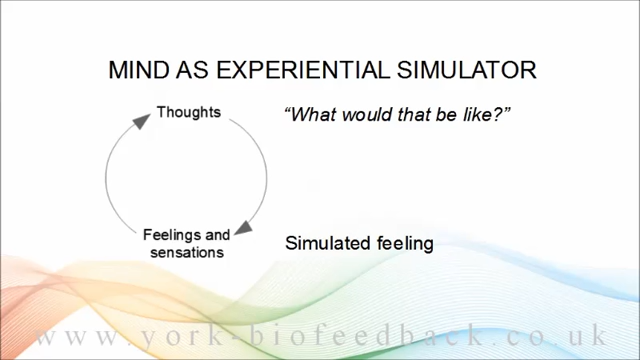 MIND AS EXPERIENTIAL SIMULATOR
Thoughts
“What would that be like?”
Feelings and
sensations
Simulated feeling
www.york-biofeedback.co.uk